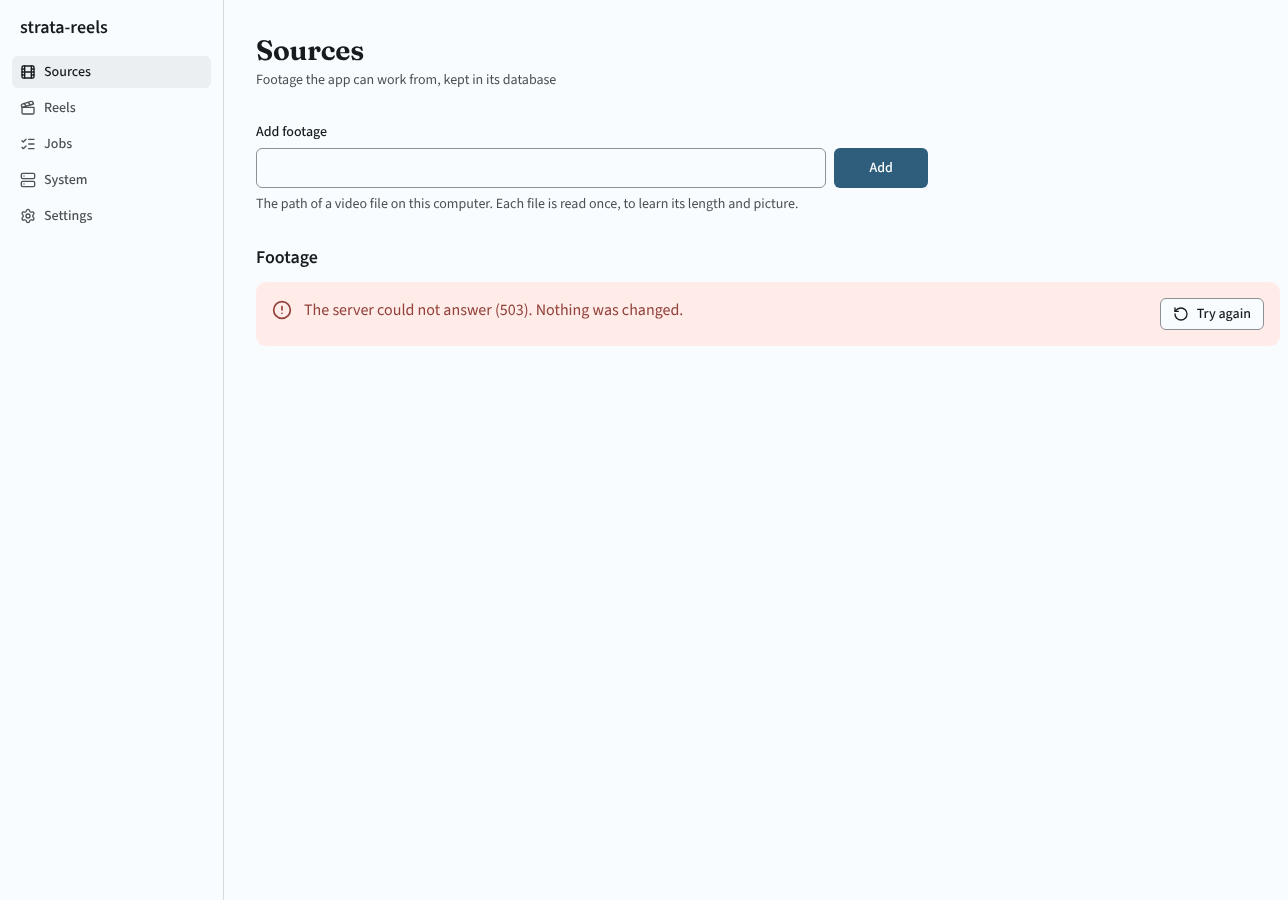 strata-reels
Sources
Reels
Jobs
System
Settings
Sources
Footage the app can work from, kept in its database
Add footage
Add
The path of a video file on this computer. Each file is read once, to learn its length and picture.
Footage
The server could not answer (503). Nothing was changed.
Try again